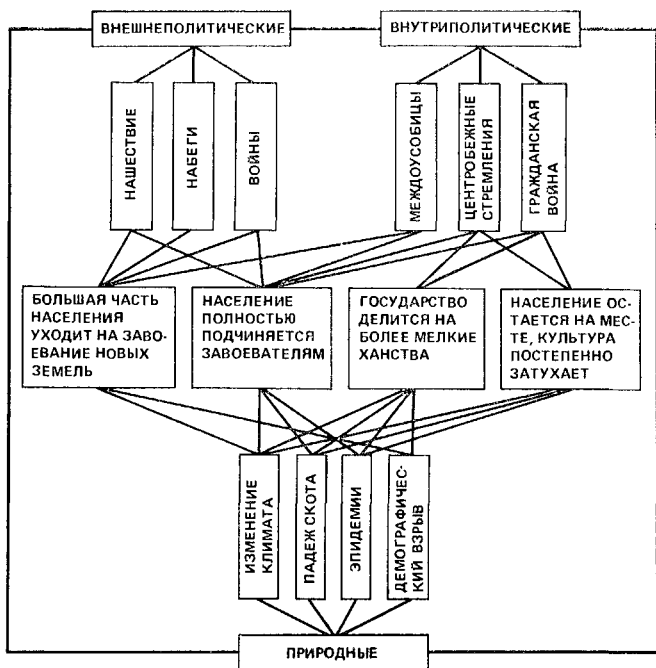 ВНЕШНЕПОЛИТИЧЕСКИЕ
ВНУТРИПОЛИТИЧЕСКИЕ
НАШЕСТВИЕ
НАБЕГИ
ВОЙНЫ
МЕЖДОУСОБИЦЫ
ЦЕНТРОБЕЖНЫЕ
СТРЕМЛЕНИЯ
ГРАЖДАНСКАЯ
ВОЙНА
БОЛЬШАЯ ЧАСТЬ
НАСЕЛЕНИЯ
УХОДИТ НА ЗАВО-
ЕВАНИЕ НОВЫХ
ЗЕМЕЛЬ
НАСЕЛЕНИЕ
ПОЛНОСТЬЮ
ПОДЧИНЯЕТСЯ
ЗАВОЕВАТЕЛЯМ
ГОСУДАРСТВО
ДЕЛИТСЯ НА
БОЛЕЕ МЕЛКИЕ
ХАНСТВА
НАСЕЛЕНИЕ ОС-
ТАЕТСЯ НА МЕС-
ТЕ, КУЛЬТУРА
ПОСТЕПЕННО
ЗАТУХАЕТ
ИЗМЕНЕНИЕ
КЛИМАТА
ПАДЕЖ СКОТА
ЭПИДЕМИИ
ДЕМОГРАФИЧЕС-
КИЙ ВЗРЫВ
ПРИРОДНЫЕ